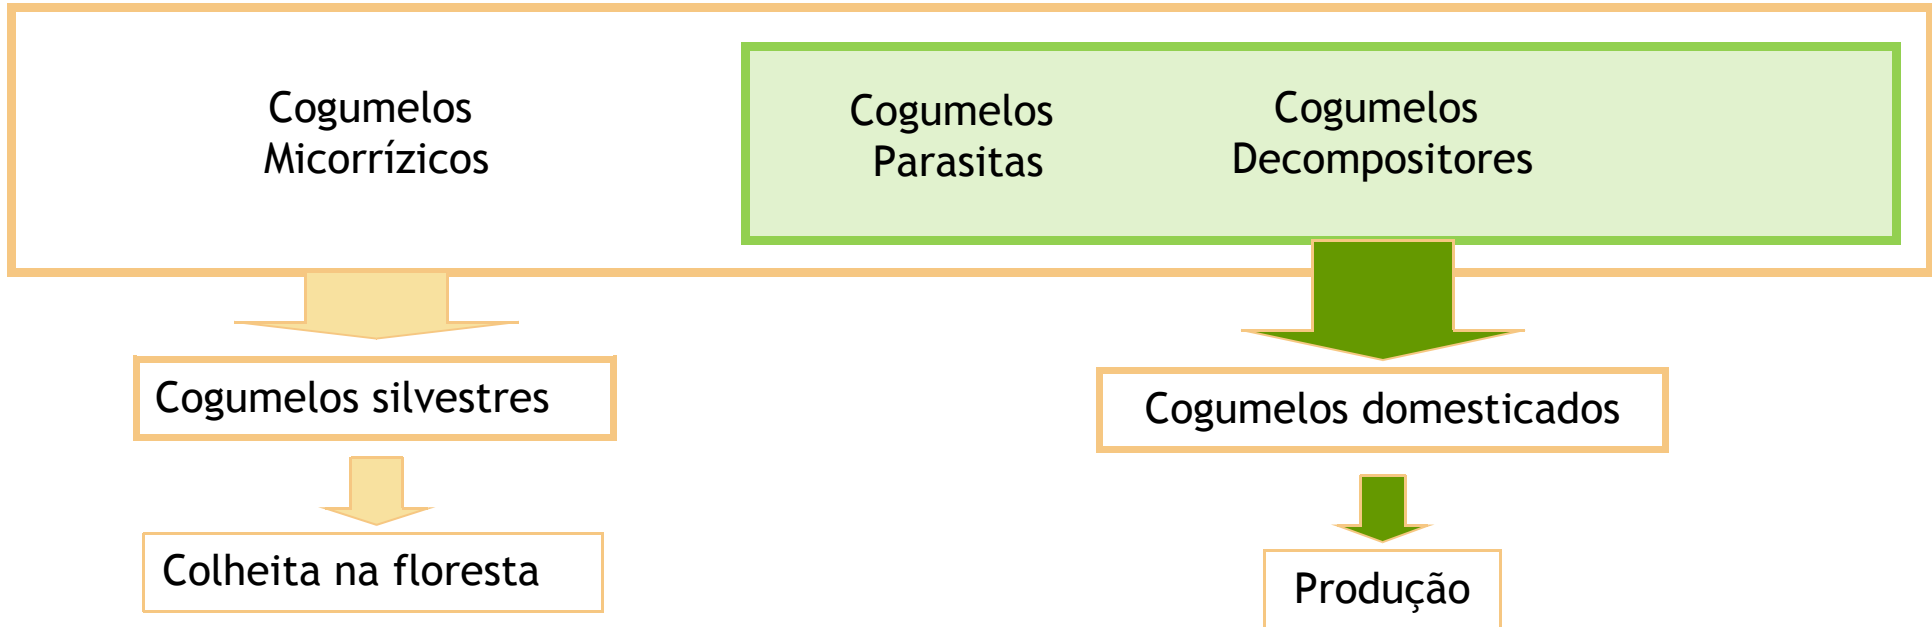 Cogumelos
Micorrízicos
Cogumelos
Parasitas
Cogumelos
Decompositores
Cogumelos silvestres
Cogumelos domesticados
Colheita na floresta
Produção